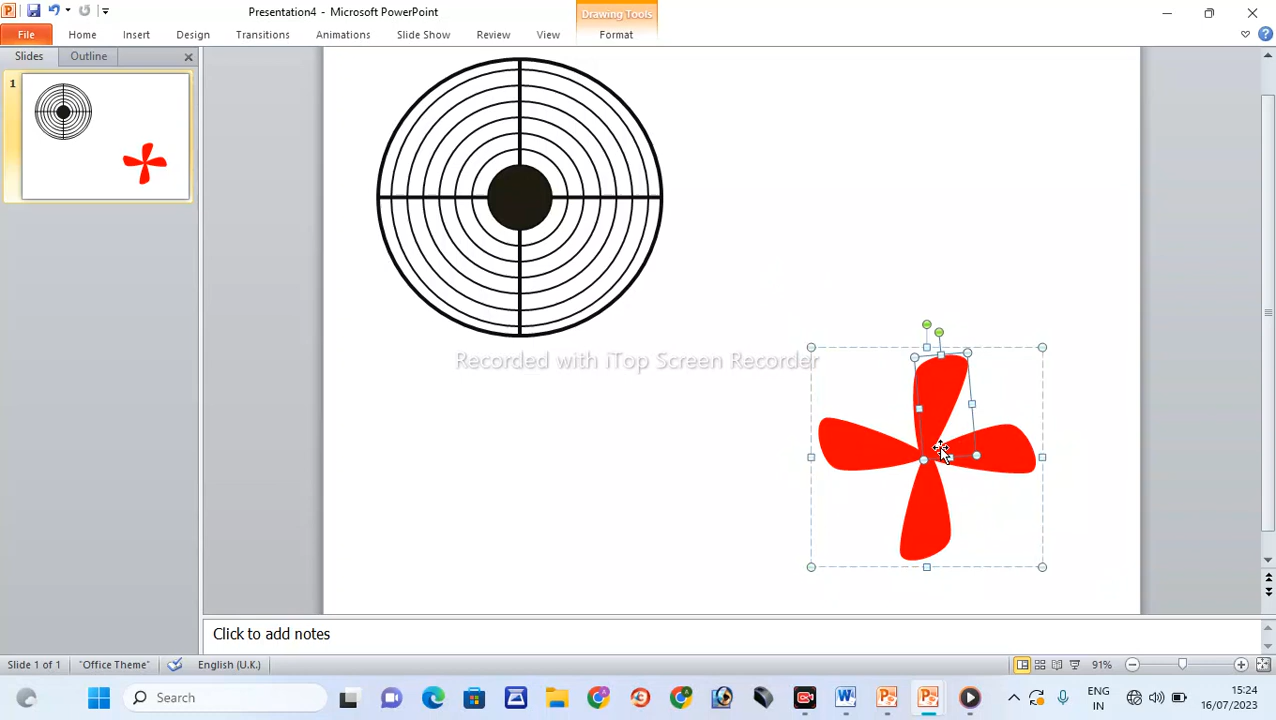 Presentation4 - Microsoft PowerPoint
Drawing Tools
File Home Insert Design Transitions Animations Slide Show Review View Format
Slides Outline
1
Recorded with iTop Screen Recorder
Click to add notes
Slide 1 of 1 "Office Theme" English (U.K.) 91%
Search
ENG
IN
13:24
16/07/2023